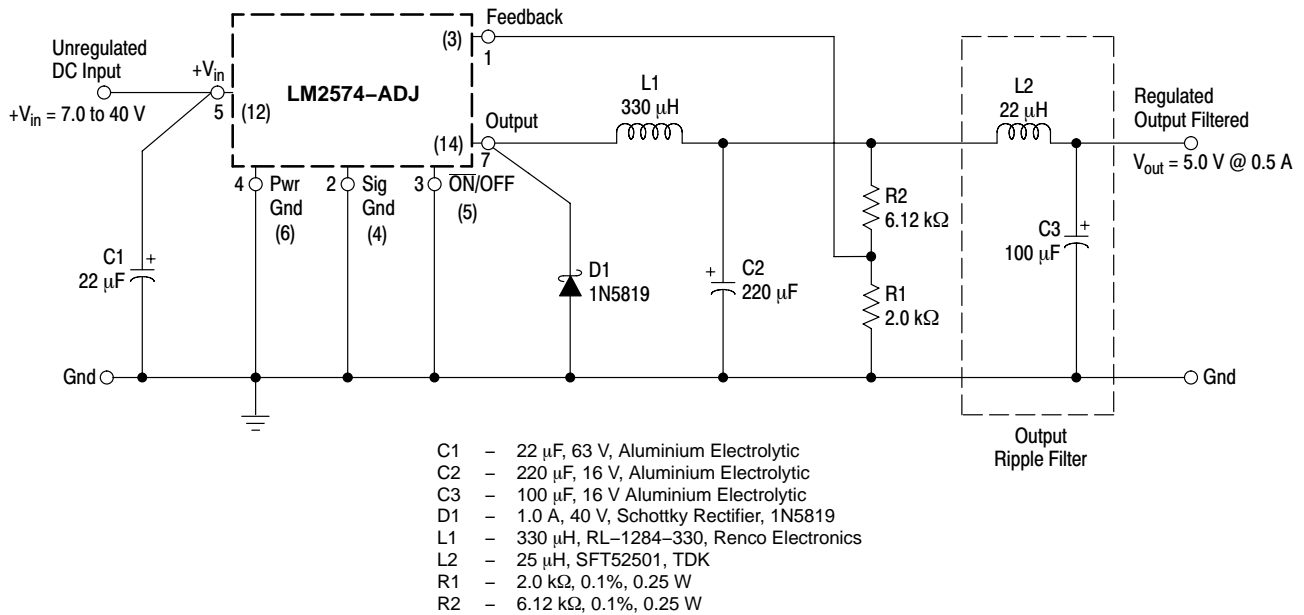 Feedback
(3)
1
Unregulated
DC Input
+Vin
LM2574−ADJ
+Vin = 7.0 to 40 V
5
(12)
Output
(14)
7
L1
330 µH
L2
22 µH
Regulated
Output Filtered
Vout = 5.0 V @ 0.5 A
4 Pwr
Gnd
(6)
2 Sig
Gnd
(4)
3 ON/OFF
(5)
R2
6.12 kΩ
C1
22 µF
+
D1
1N5819
+
C2
220 µF
R1
2.0 kΩ
C3
100 µF
+
Gnd
Gnd
Output
Ripple Filter
C1 – 22 µF, 63 V, Aluminium Electrolytic
C2 – 220 µF, 16 V, Aluminium Electrolytic
C3 – 100 µF, 16 V Aluminium Electrolytic
D1 – 1.0 A, 40 V, Schottky Rectifier, 1N5819
L1 – 330 µH, RL−1284−330, Renco Electronics
L2 – 25 µH, SFT52501, TDK
R1 – 2.0 kΩ, 0.1%, 0.25 W
R2 – 6.12 kΩ, 0.1%, 0.25 W